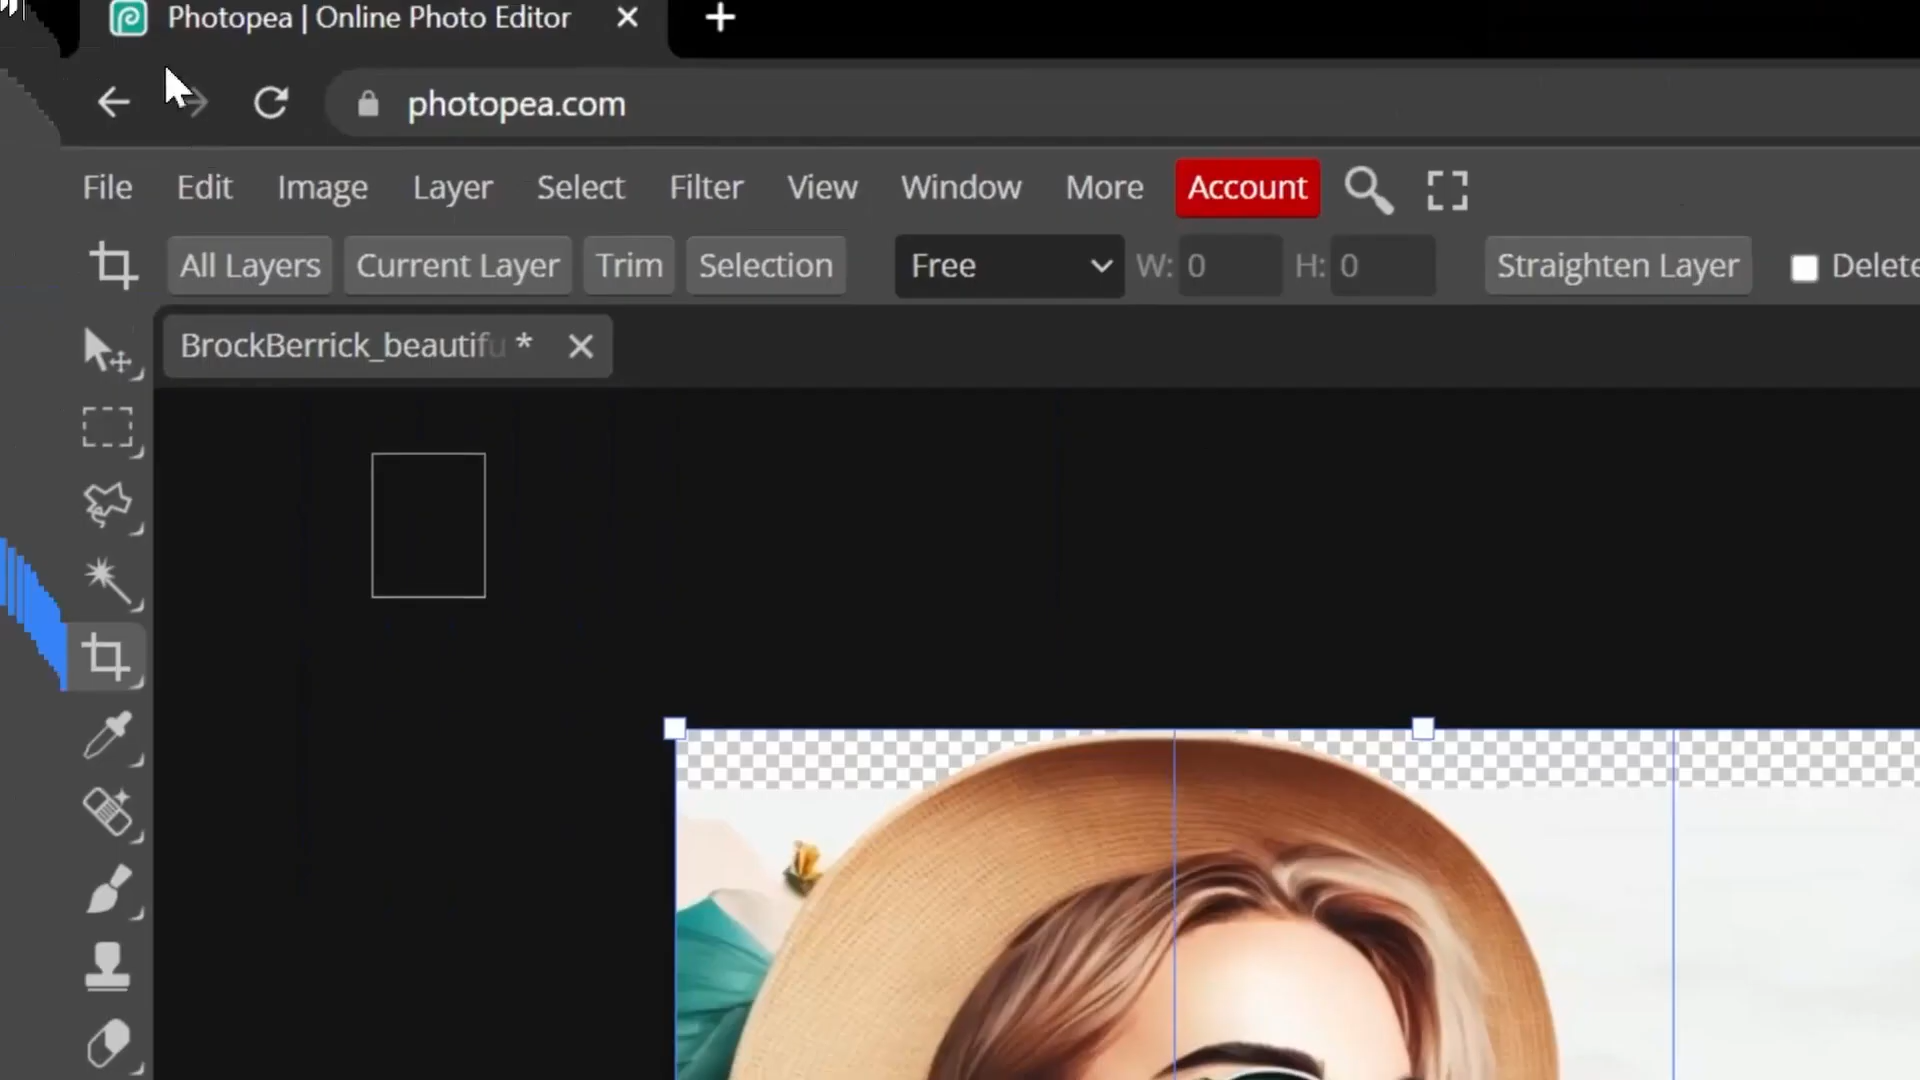 Photopea | Online Photo Editor
photopea.com
File Edit Image Layer Select Filter View Window More Account
All Layers Current Layer Trim Selection Free W: 0 H: 0 Straighten Layer Delete
BrockBerrick_beautifu *